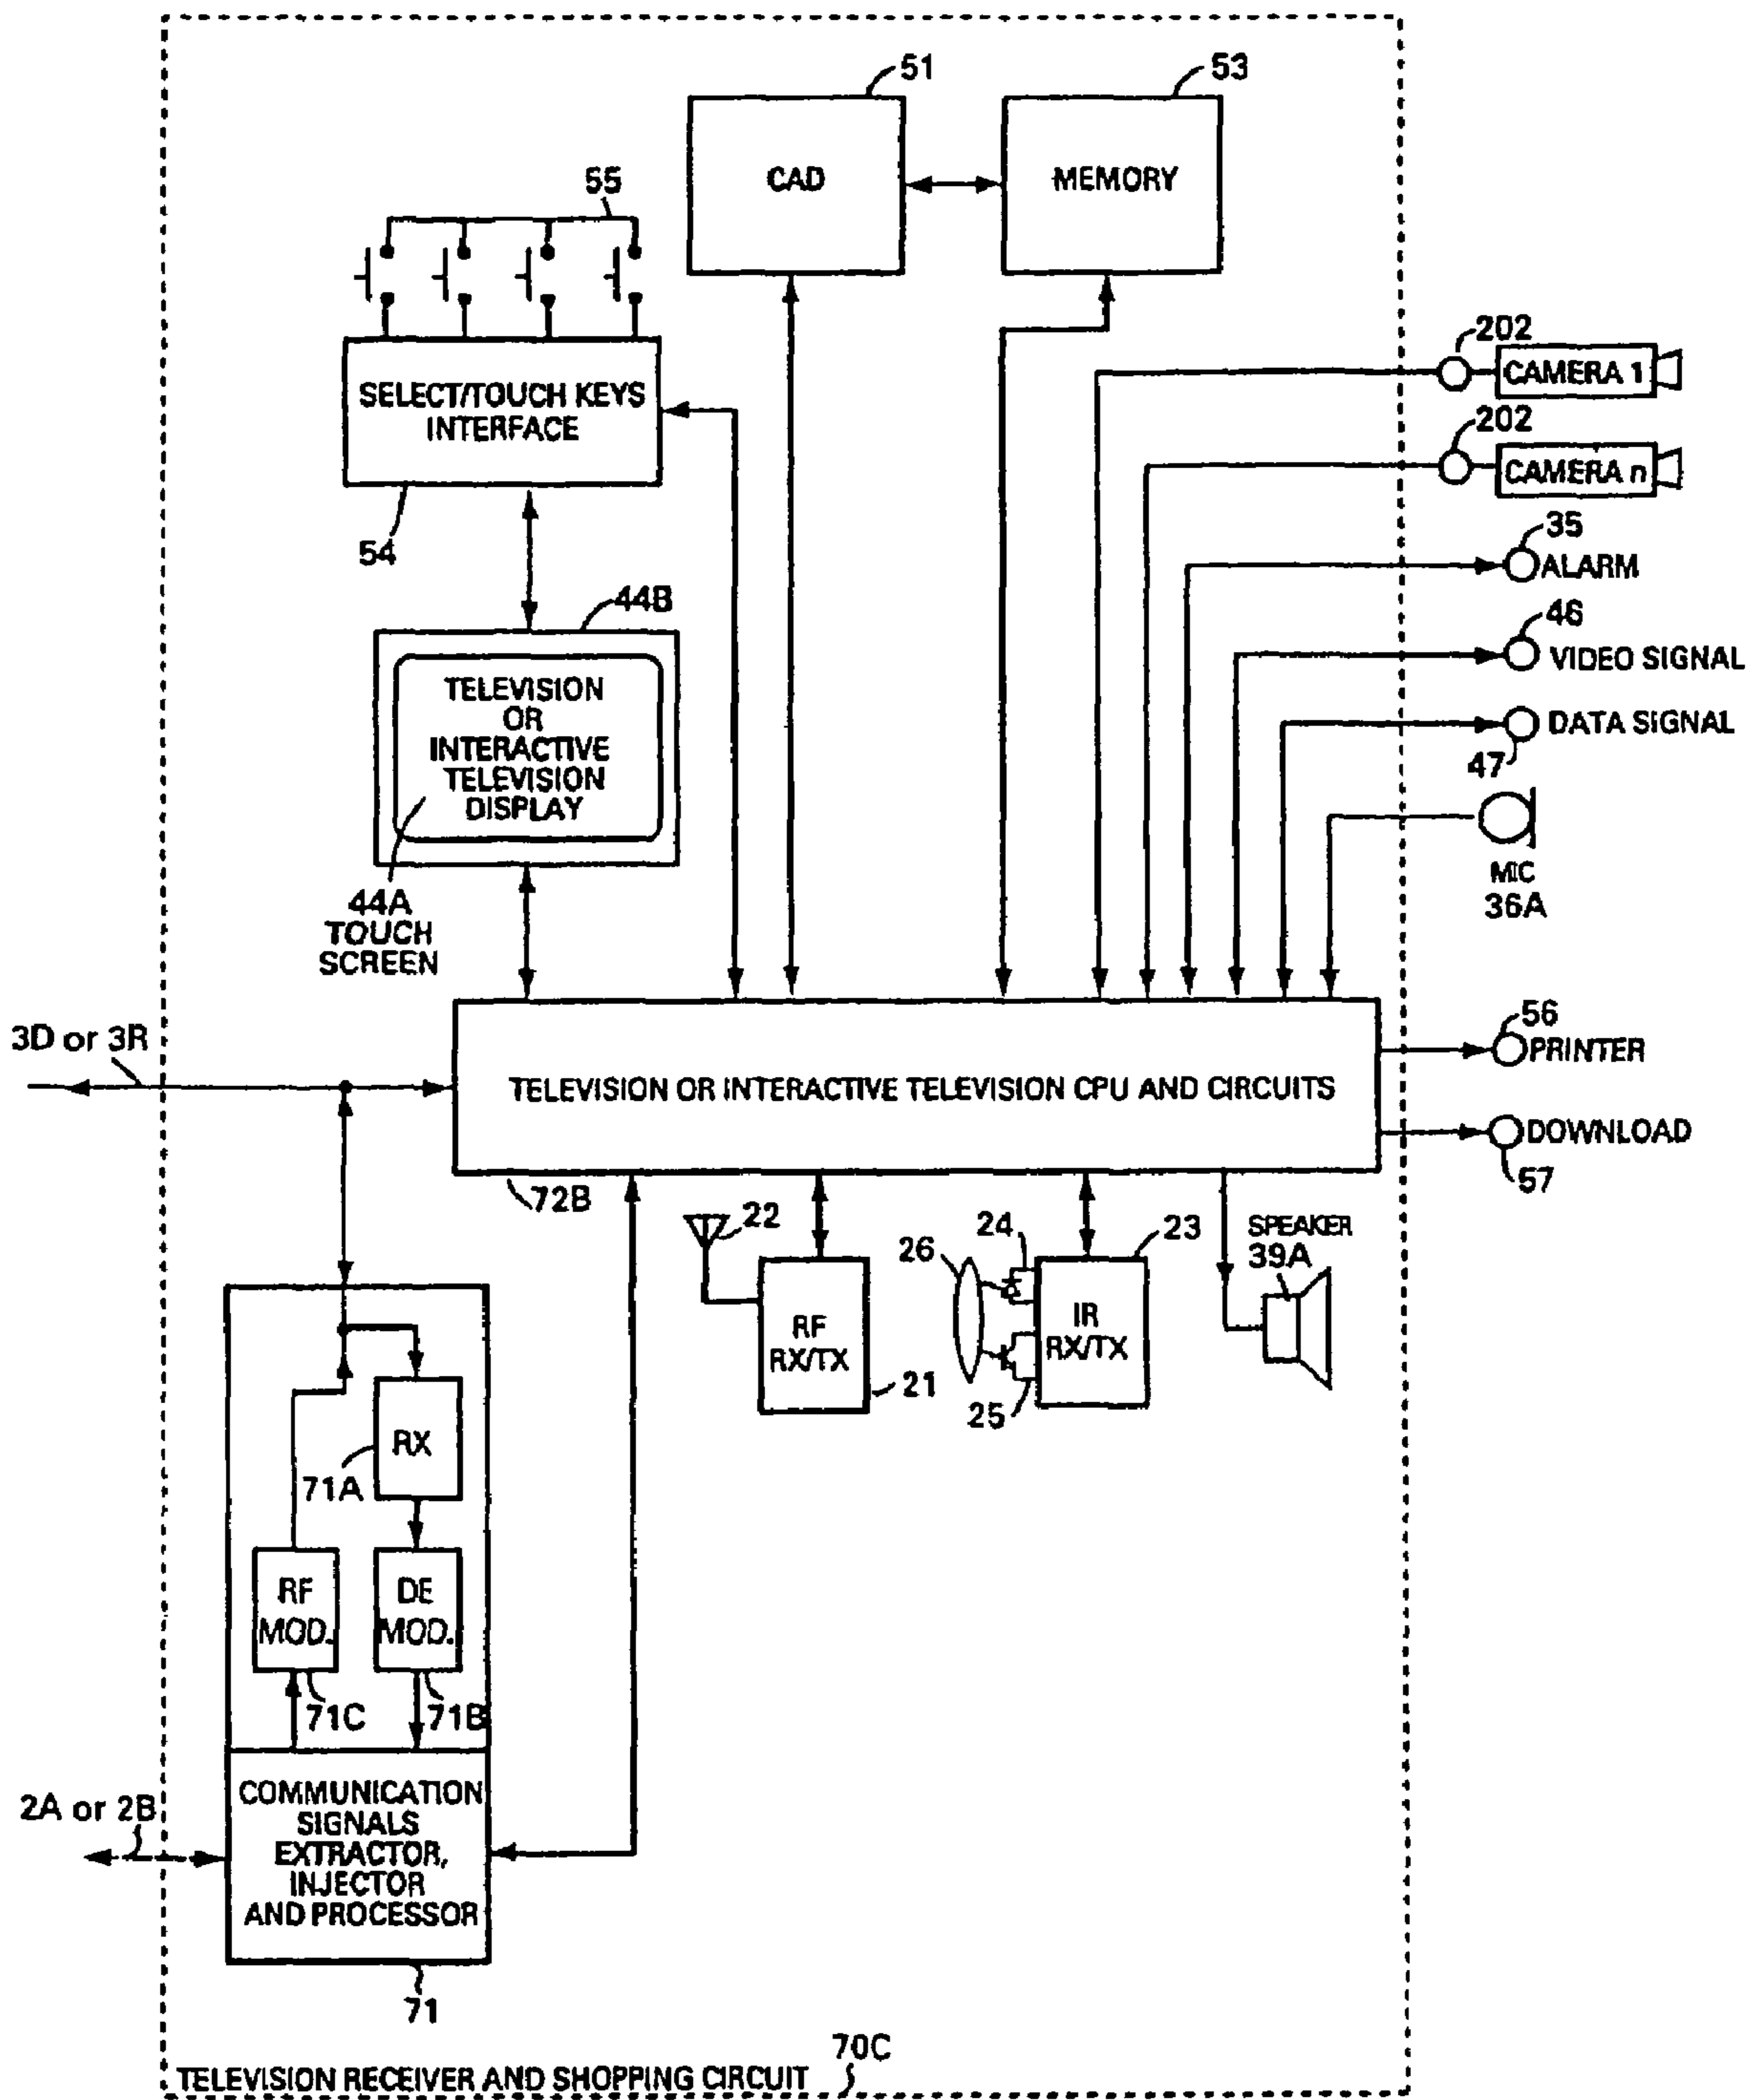 51
53
CAD
MEMORY
55
SELECT/TOUCH KEYS
INTERFACE
54
202
CAMERA 1
202
CAMERA n
35
ALARM
46
VIDEO SIGNAL
DATA SIGNAL
47
MIC
36A
44B
TELEVISION
OR
INTERACTIVE
TELEVISION
DISPLAY
44A
TOUCH
SCREEN
3D or 3R
TELEVISION OR INTERACTIVE TELEVISION CPU AND CIRCUITS
72B
56
PRINTER
DOWNLOAD
57
22
RF
RX/TX
21
26
24
23
IR
RX/TX
25
SPEAKER
39A
RX
71A
RF
MOD.
DE
MOD.
71C
71B
2A or 2B
COMMUNICATION
SIGNALS
EXTRACTOR,
INJECTOR
AND PROCESSOR
71
TELEVISION RECEIVER AND SHOPPING CIRCUIT
70C